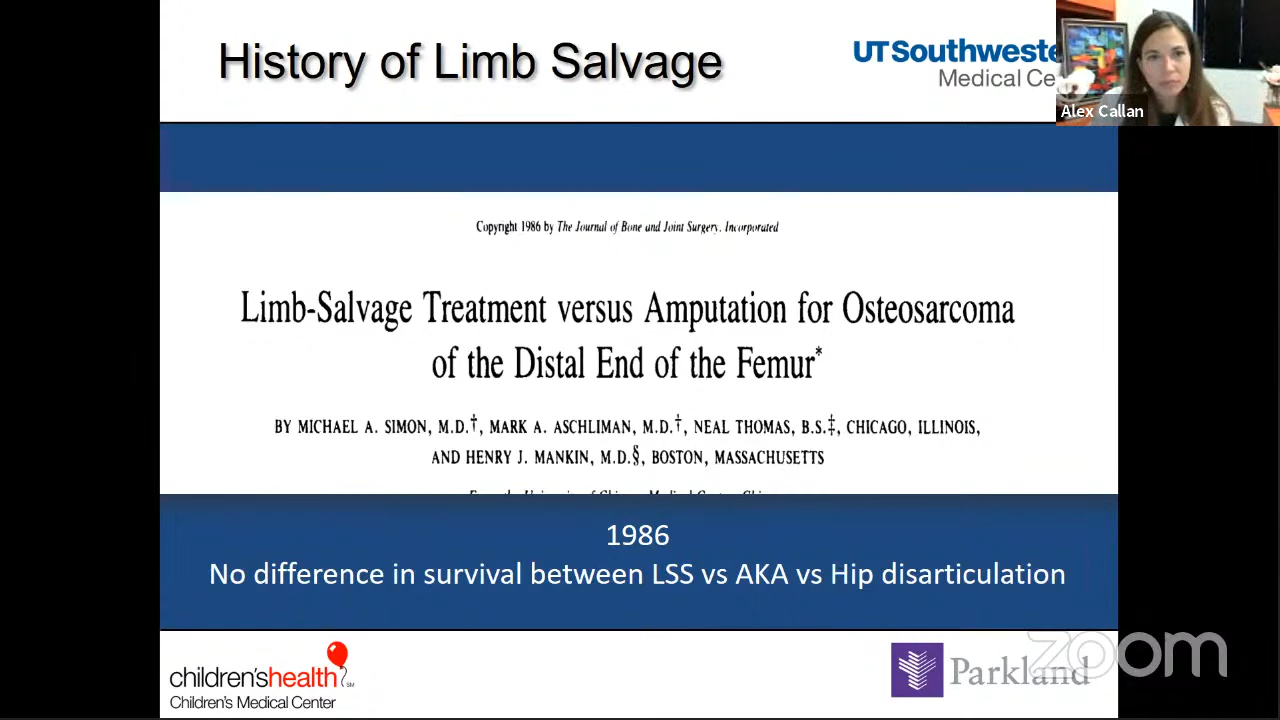 History of Limb Salvage
UTSouthweste
Medical Ce
Alex Callan
Copyright 1986 by The Journal of Bone and Joint Surgery, Incorporated
Limb-Salvage Treatment versus Amputation for Osteosarcoma
of the Distal End of the Femur*
BY MICHAEL A. SIMON, M.D.†, MARK A. ASCHLIMAN, M.D.†, NEAL THOMAS, B.S.‡, CHICAGO, ILLINOIS,
AND HENRY J. MANKIN, M.D.§, BOSTON, MASSACHUSETTS
1986
No difference in survival between LSS vs AKA vs Hip disarticulation
children'shealth SM
Children's Medical Center
Parkland
zoom